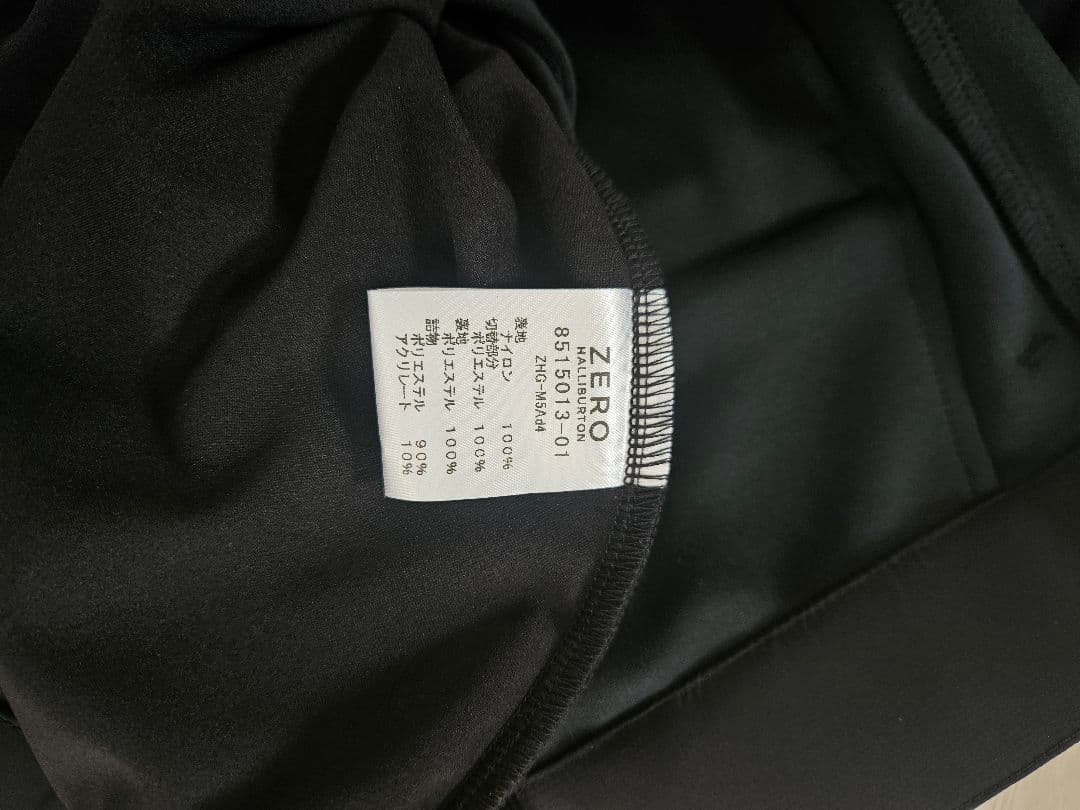 ZERO
HALLIBURTON
8515013-01
ZHG-M5Ad4
表地
ナイロン 100%
切替部分
ポリエステル 100%
裏地
ポリエステル 100%
詰物
ポリエステル 90%
アクリレート 10%